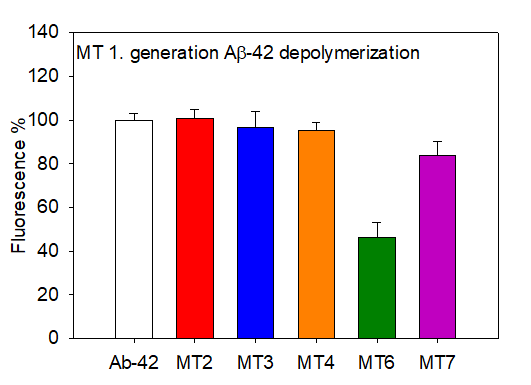 MT 1. generation Aβ-42 depolymerization
Fluorescence %
140
120
100
80
60
40
20
0
Ab-42 MT2 MT3 MT4 MT6 MT7